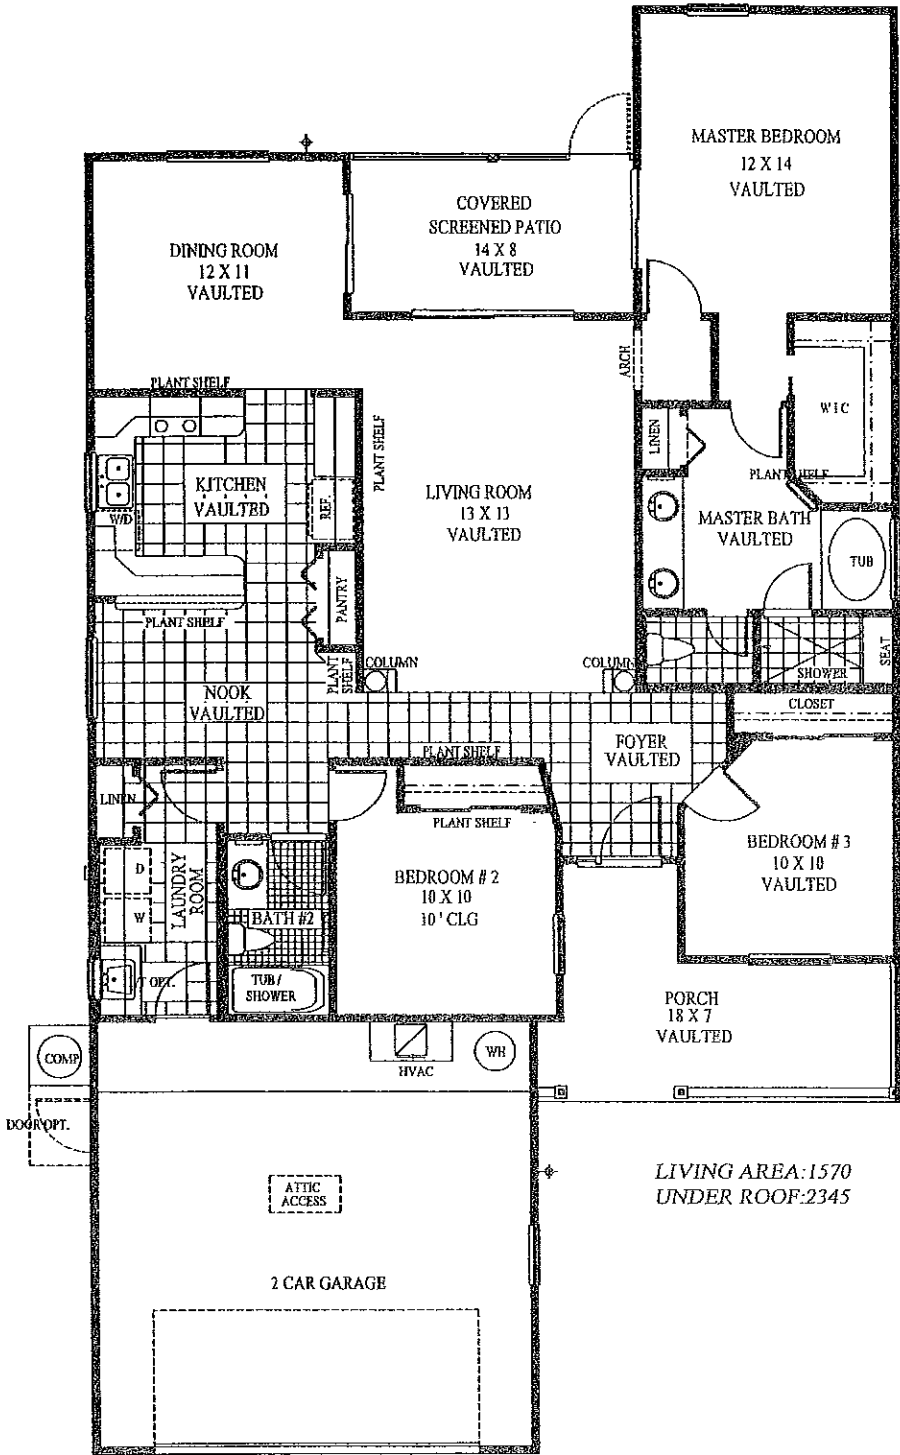 MASTER BEDROOM
12 X 14
VAULTED
COVERED
SCREENED PATIO
14 X 8
VAULTED
DINING ROOM
12 X 11
VAULTED
ARCH
PLANT SHELF
W I C
PLANT SHELF
LINEN
PLANT SHELF
KITCHEN
VAULTED
REF.
W/D
LIVING ROOM
13 X 13
VAULTED
MASTER BATH
VAULTED
TUB
PANTRY
PLANT SHELF
PLANT
SHELF
COLUMN
COLUMN
SHOWER
SEAT
NOOK
VAULTED
CLOSET
FOYER
VAULTED
PLANT SHELF
LINEN
PLANT SHELF
BEDROOM # 3
10 X 10
VAULTED
D
W
LAUNDRY
ROOM
BEDROOM # 2
10 X 10
10 ' CLG
BATH #2
L/T OPT.
TUB /
SHOWER
PORCH
18 X 7
VAULTED
COMP
HVAC
WH
DOOR OPT.
LIVING AREA:1570
UNDER ROOF:2345
ATTIC
ACCESS
2 CAR GARAGE